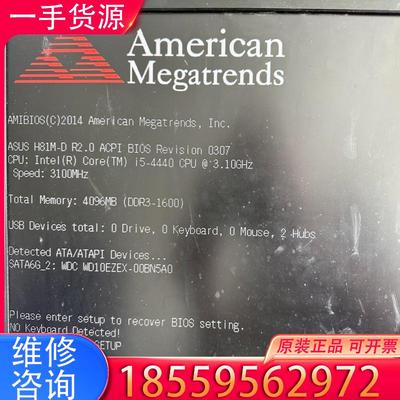 一手货源
American
Megatrends
AMIBIOS(C)2014 American Megatrends, Inc.
ASUS H81M-D R2.0 ACPI BIOS Revision 0307
CPU: Intel(R) Core(TM) i5-4440 CPU @ 3.10GHz
Speed: 3100MHz
Total Memory: 4096MB (DDR3-1600)
USB Devices total: 0 Drive, 0 Keyboard, 0 Mouse, 2 Hubs
Detected ATA/ATAPI Devices...
SATA6G_2: WDC WD10EZEX-00BN5A0
Please enter setup to recover BIOS setting.
NO Keyboard Detected!
SETUP
维修
咨询
原装正品 可开票
18559562972